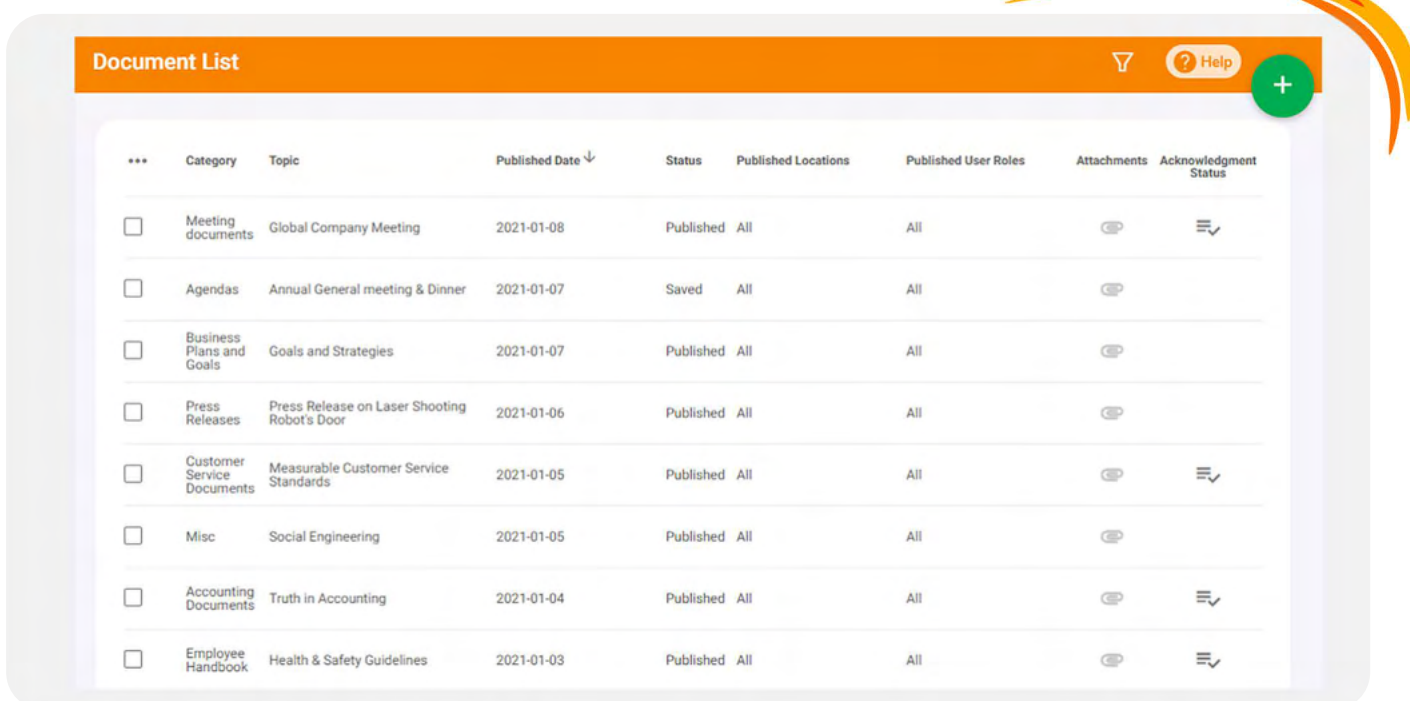 Document List
? Help
+
••• Category Topic Published Date ↓ Status Published Locations Published User Roles Attachments Acknowledgment
Status
Meeting
documents Global Company Meeting 2021-01-08 Published All All
Agendas Annual General meeting & Dinner 2021-01-07 Saved All All
Business
Plans and
Goals Goals and Strategies 2021-01-07 Published All All
Press
Releases Press Release on Laser Shooting
Robot's Door 2021-01-06 Published All All
Customer
Service
Documents Measurable Customer Service
Standards 2021-01-05 Published All All
Misc Social Engineering 2021-01-05 Published All All
Accounting
Documents Truth in Accounting 2021-01-04 Published All All
Employee
Handbook Health & Safety Guidelines 2021-01-03 Published All All